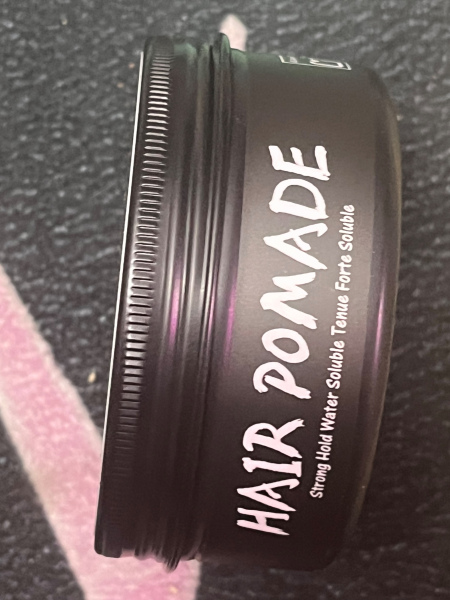 HAIR POMADE
Strong Hold Water Soluble Tenue Forte Soluble